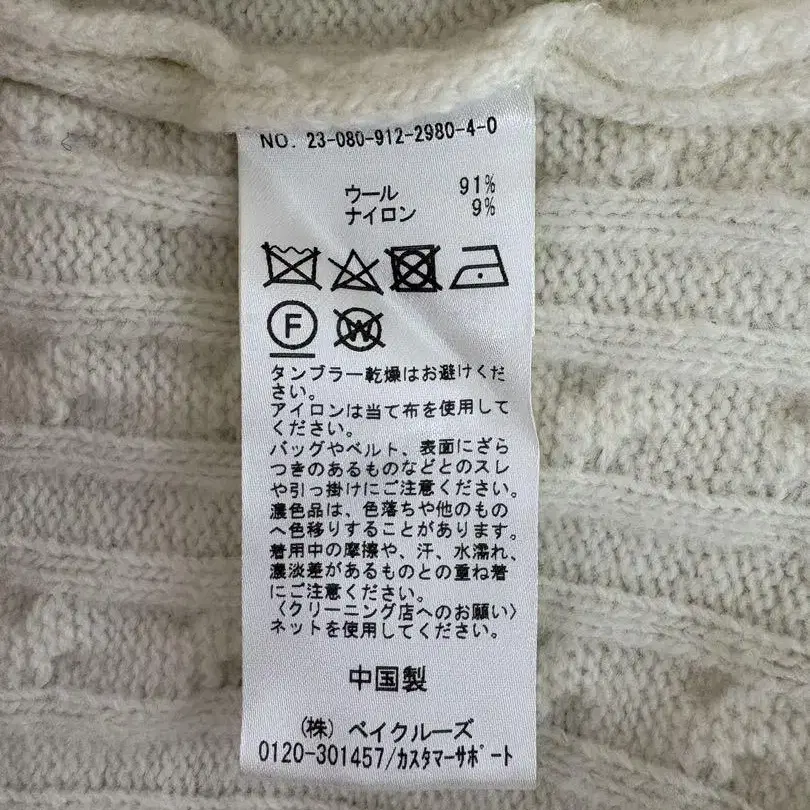 NO. 23-080-912-2980-4-0
ウール 91%
ナイロン 9%
F
W
タンブラー乾燥はお避けくだ
さい。
アイロンは当て布を使用して
ください。
バッグやベルト、表面にざら
つきのあるものなどとのスレ
や引っ掛けにご注意ください。
濃色品は、色落ちや他のもの
へ色移りすることがあります。
着用中の摩擦や、汗、水濡れ、
濃淡差があるものとの重ね着
にご注意ください。
〈クリーニング店へのお願い〉
ネットを使用してください。
中国製
(株) ベイクルーズ
0120-301457/カスタマーサポート